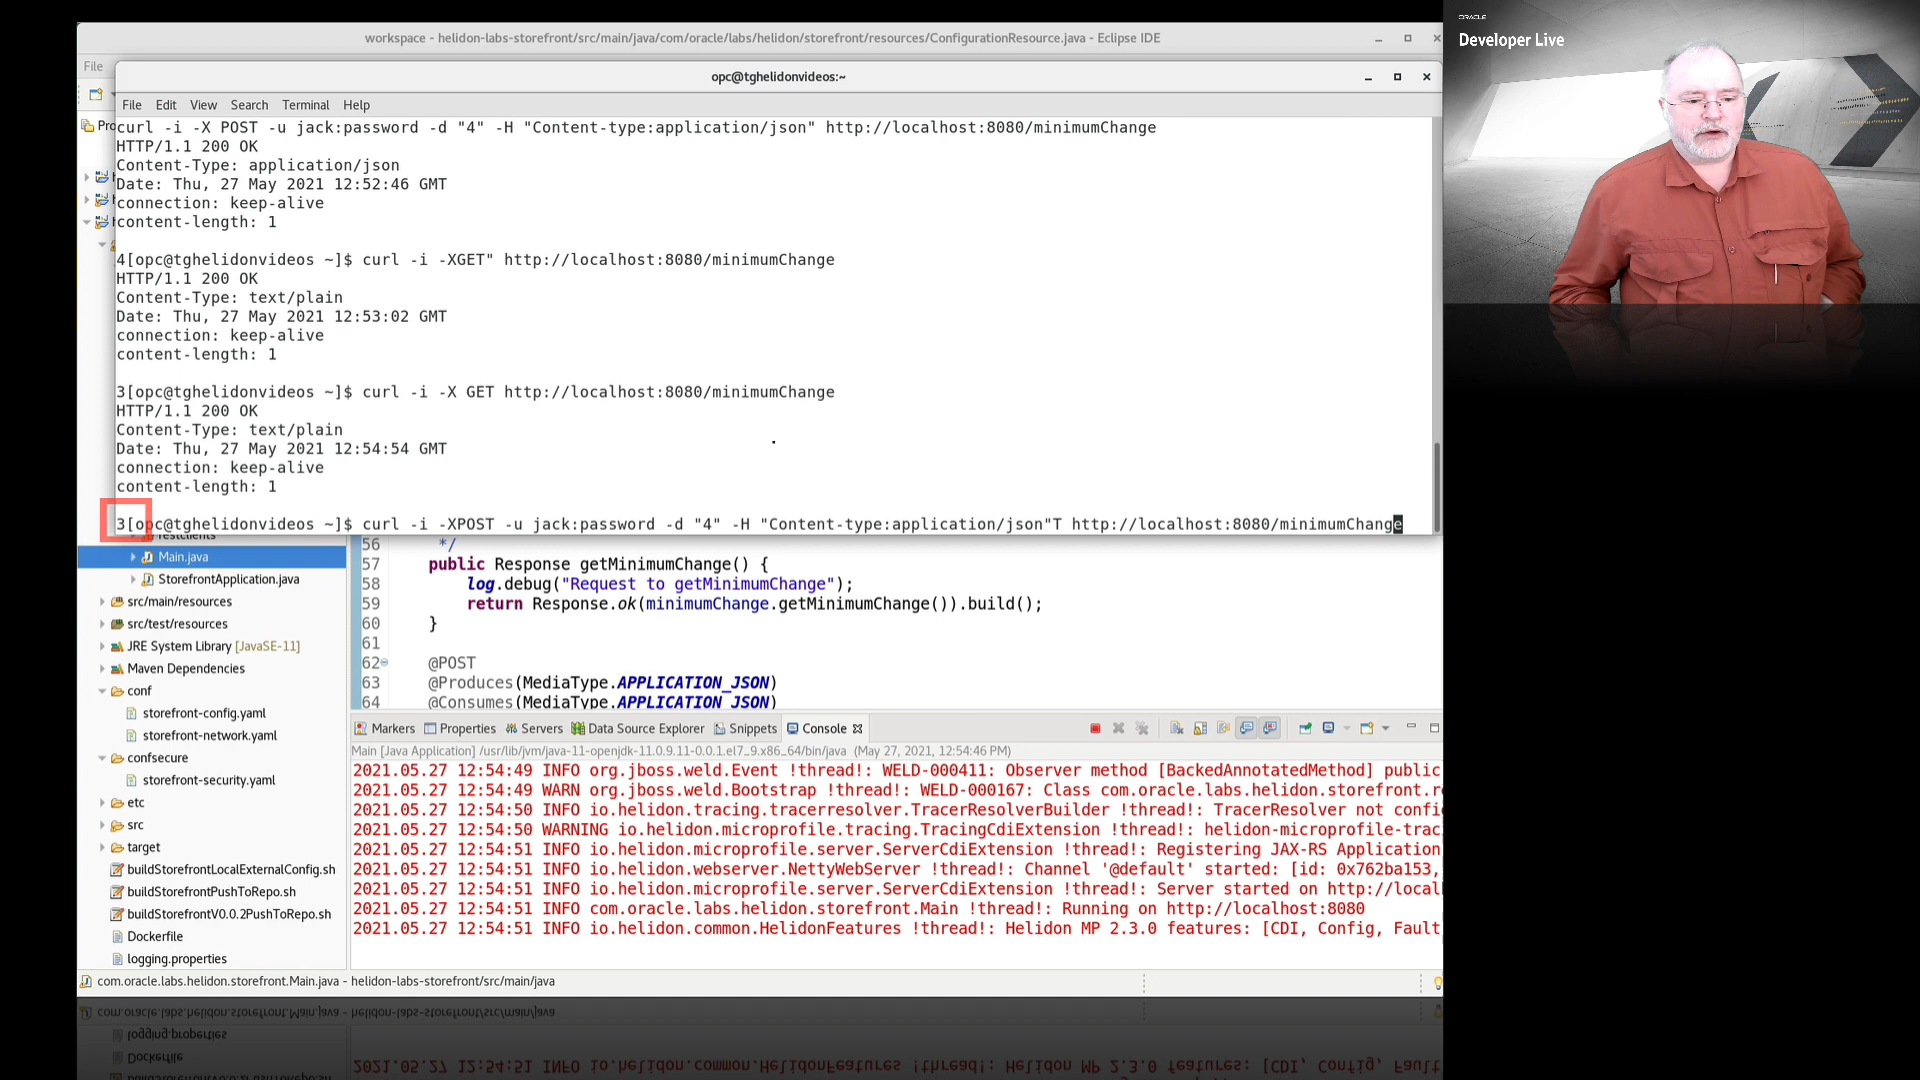 ORACLE
Developer Live
workspace - helidon-labs-storefront/src/main/java/com/oracle/labs/helidon/storefront/resources/ConfigurationResource.java - Eclipse IDE
File
opc@tghelidonvideos:~
File Edit View Search Terminal Help
curl -i -X POST -u jack:password -d "4" -H "Content-type:application/json" http://localhost:8080/minimumChange
HTTP/1.1 200 OK
Content-Type: application/json
Date: Thu, 27 May 2021 12:52:46 GMT
connection: keep-alive
content-length: 1
4[opc@tghelidonvideos ~]$ curl -i -XGET" http://localhost:8080/minimumChange
HTTP/1.1 200 OK
Content-Type: text/plain
Date: Thu, 27 May 2021 12:53:02 GMT
connection: keep-alive
content-length: 1
3[opc@tghelidonvideos ~]$ curl -i -X GET http://localhost:8080/minimumChange
HTTP/1.1 200 OK
Content-Type: text/plain
Date: Thu, 27 May 2021 12:54:54 GMT
connection: keep-alive
content-length: 1
3[opc@tghelidonvideos ~]$ curl -i -XPOST -u jack:password -d "4" -H "Content-type:application/json"T http://localhost:8080/minimumChange
restclients
Main.java
StorefrontApplication.java
src/main/resources
src/test/resources
JRE System Library [JavaSE-11]
Maven Dependencies
conf
storefront-config.yaml
storefront-network.yaml
confsecure
storefront-security.yaml
etc
src
target
buildStorefrontLocalExternalConfig.sh
buildStorefrontPushToRepo.sh
buildStorefrontV0.0.2PushToRepo.sh
Dockerfile
logging.properties
56 */
57 public Response getMinimumChange() {
58 log.debug("Request to getMinimumChange");
59 return Response.ok(minimumChange.getMinimumChange()).build();
60 }
61
62 @POST
63 @Produces(MediaType.APPLICATION_JSON)
64 @Consumes(MediaType.APPLICATION_JSON)
Markers Properties Servers Data Source Explorer Snippets Console
Main [Java Application] /usr/lib/jvm/java-11-openjdk-11.0.9.11-0.0.1.el7_9.x86_64/bin/java (May 27, 2021, 12:54:46 PM)
2021.05.27 12:54:49 INFO org.jboss.weld.Event !thread!: WELD-000411: Observer method [BackedAnnotatedMethod] public
2021.05.27 12:54:49 WARN org.jboss.weld.Bootstrap !thread!: WELD-000167: Class com.oracle.labs.helidon.storefront.r
2021.05.27 12:54:50 INFO io.helidon.tracing.tracerresolver.TracerResolverBuilder !thread!: TracerResolver not confi
2021.05.27 12:54:50 WARNING io.helidon.microprofile.tracing.TracingCdiExtension !thread!: helidon-microprofile-trac
2021.05.27 12:54:51 INFO io.helidon.microprofile.server.ServerCdiExtension !thread!: Registering JAX-RS Application
2021.05.27 12:54:51 INFO io.helidon.webserver.NettyWebServer !thread!: Channel '@default' started: [id: 0x762ba153,
2021.05.27 12:54:51 INFO io.helidon.microprofile.server.ServerCdiExtension !thread!: Server started on http://local
2021.05.27 12:54:51 INFO com.oracle.labs.helidon.storefront.Main !thread!: Running on http://localhost:8080
2021.05.27 12:54:51 INFO io.helidon.common.HelidonFeatures !thread!: Helidon MP 2.3.0 features: [CDI, Config, Fault
com.oracle.labs.helidon.storefront.Main.java - helidon-labs-storefront/src/main/java